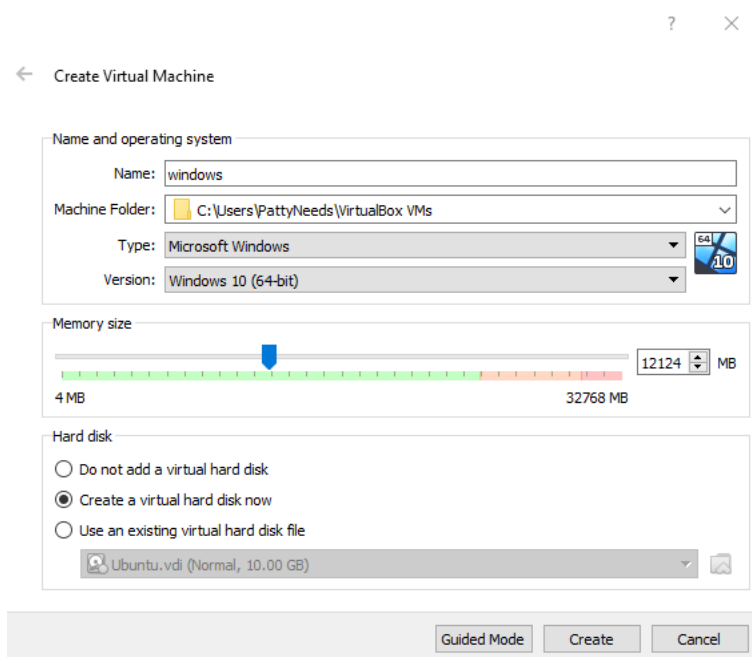 ?
Create Virtual Machine
Name and operating system
Name: windows
Machine Folder: C:\Users\PattyNeeds\VirtualBox VMs
Type: Microsoft Windows 64
Version: Windows 10 (64-bit) 10
Memory size
12124 MB
4 MB 32768 MB
Hard disk
Do not add a virtual hard disk
Create a virtual hard disk now
Use an existing virtual hard disk file
Ubuntu.vdi (Normal, 10.00 GB)
Guided Mode Create Cancel